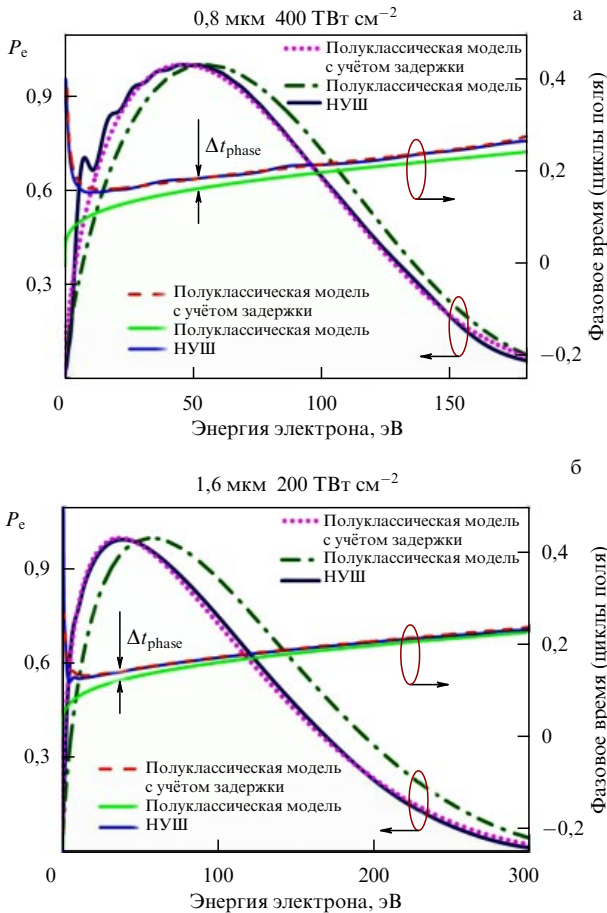 0,8 мкм 400 ТВт см−2
а
Pe
Полуклассическая модель
с учётом задержки
Полуклассическая модель
НУШ
0,9
0,6
0,3
Δtphase
0,4
0,2
0
−0,2
Фазовое время (циклы поля)
Полуклассическая модель
с учётом задержки
Полуклассическая модель
НУШ
0
50
100
150
Энергия электрона, эВ
б
1,6 мкм 200 ТВт см−2
Pe
Полуклассическая модель
с учётом задержки
Полуклассическая модель
НУШ
0,9
0,6
0,3
Δtphase
0,4
0,2
0
−0,2
Фазовое время (циклы поля)
Полуклассическая модель
с учётом задержки
Полуклассическая модель
НУШ
0
100
200
300
Энергия электрона, эВ